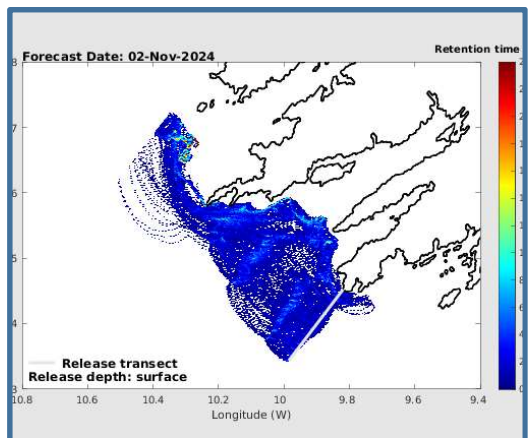 Forecast Date: 02-Nov-2024
Retention time
8
7
6
5
4
3
10.8
10.6
10.4
10.2
10
9.8
9.6
9.4
Longitude (W)
Release transect
Release depth: surface